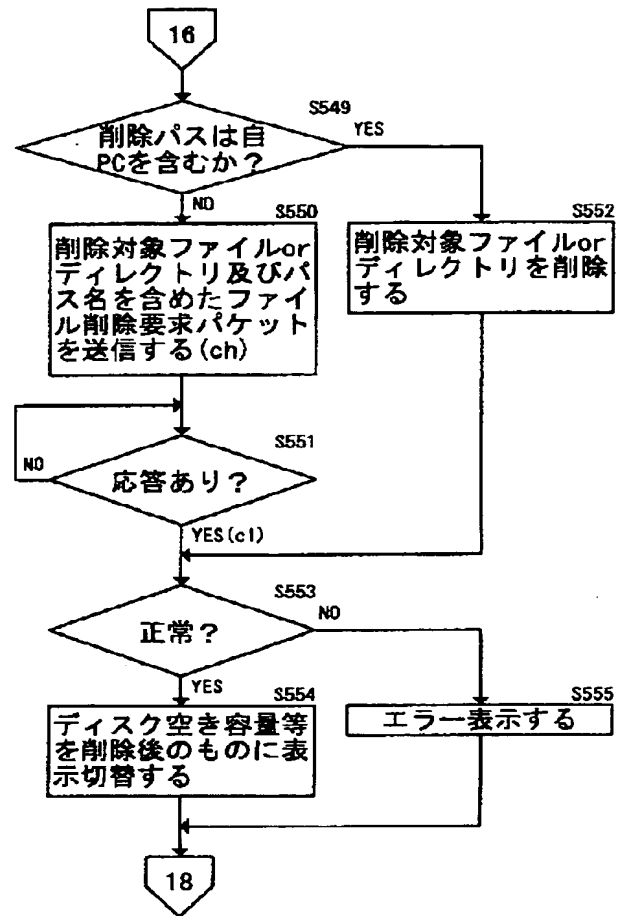 16
S549
削除パスは自
PCを含むか？
YES
NO
S550
削除対象ファイルor
ディレクトリ及びパ
ス名を含めたファイ
ル削除要求パケット
を送信する(ch)
S552
削除対象ファイルor
ディレクトリを削除
する
S551
NO
応答あり？
YES(ci)
S553
正常？
NO
YES
S554
ディスク空き容量等
を削除後のものに表
示切替する
S555
エラー表示する
18